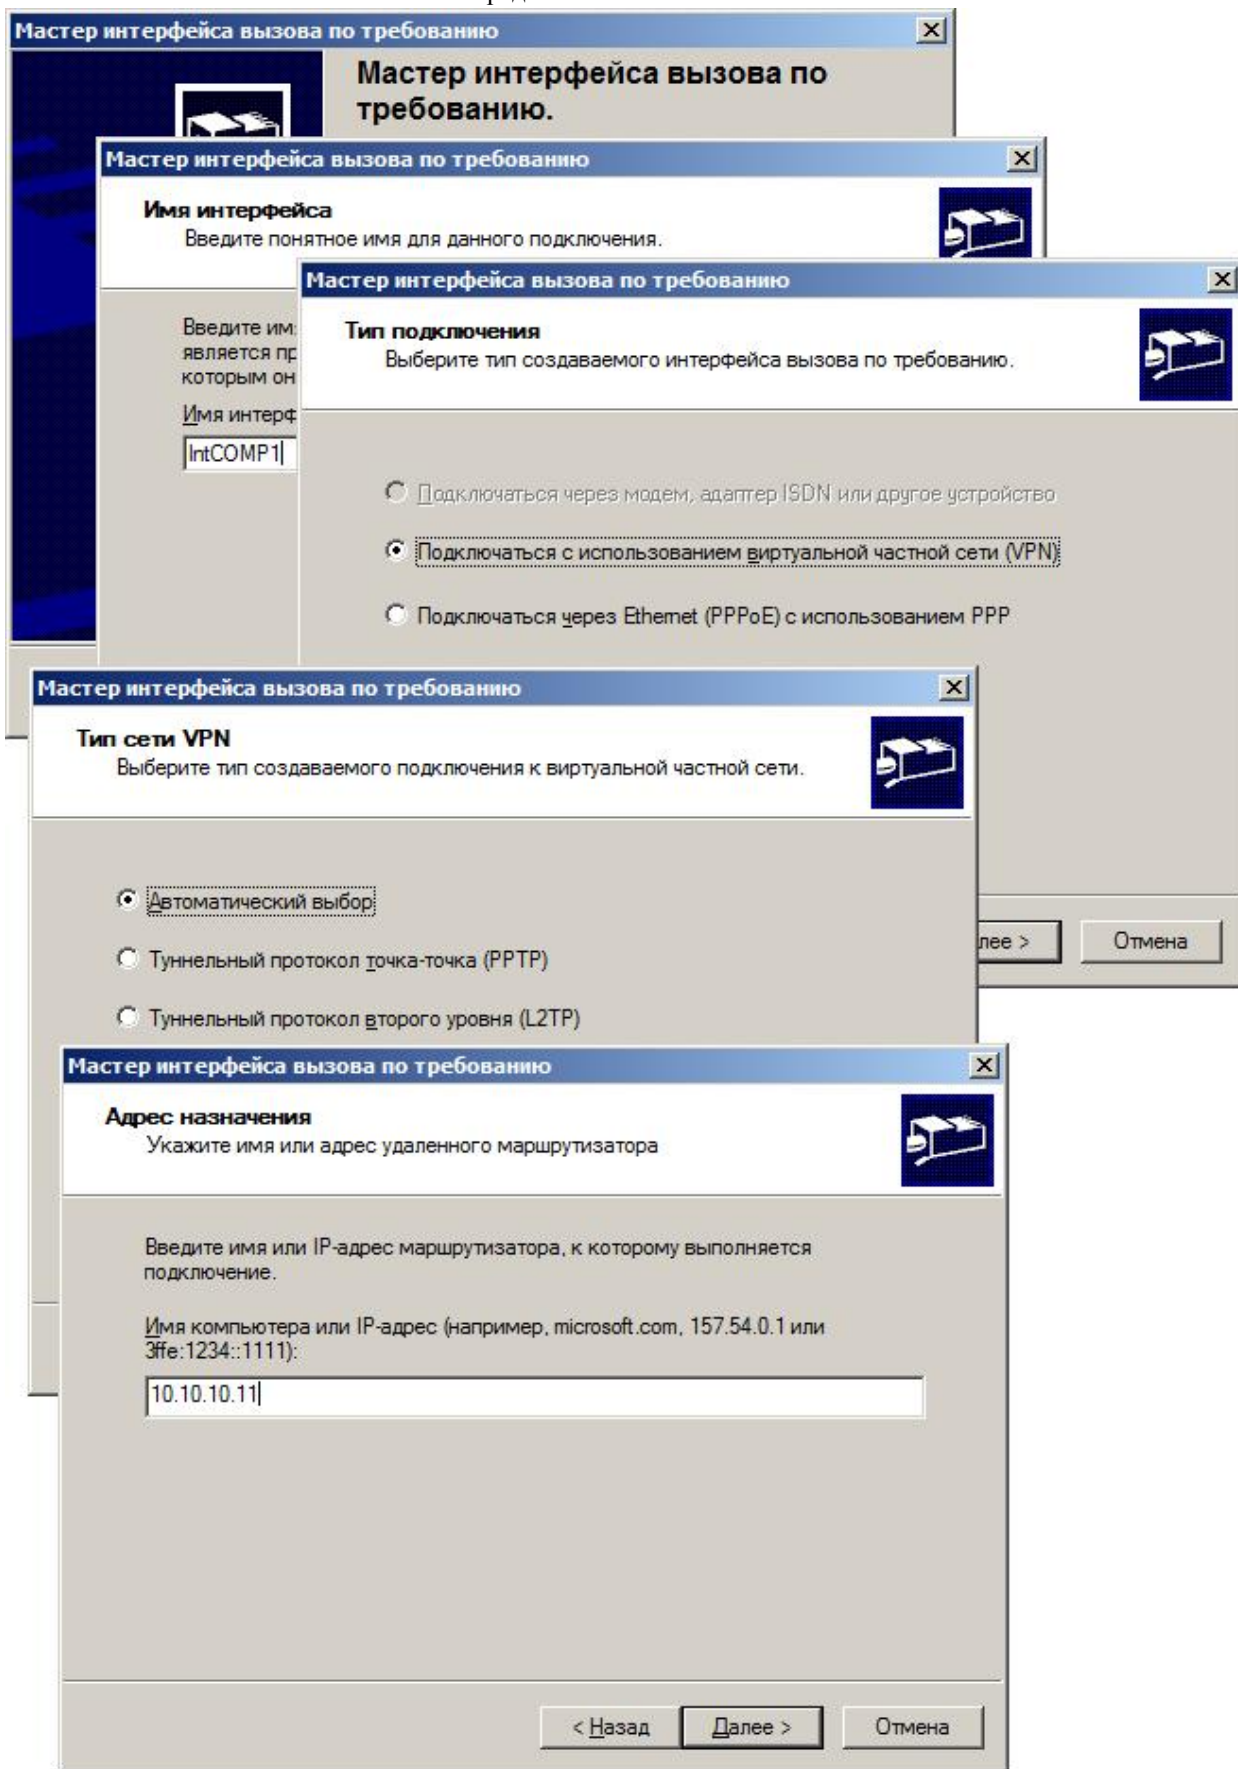 Мастер интерфейса вызова по требованию
Мастер интерфейса вызова по
требованию.
Мастер интерфейса вызова по требованию
Имя интерфейса
Введите понятное имя для данного подключения.
Мастер интерфейса вызова по требованию
Введите им
является пр
которым он
Имя интерф
IntCOMP1
Тип подключения
Выберите тип создаваемого интерфейса вызова по требованию.
Подключаться через модем, адаптер ISDN или другое устройство
Подключаться с использованием виртуальной частной сети (VPN)
Подключаться через Ethernet (PPPoE) с использованием PPP
лее >
Отмена
Мастер интерфейса вызова по требованию
Тип сети VPN
Выберите тип создаваемого подключения к виртуальной частной сети.
Автоматический выбор
Туннельный протокол точка-точка (PPTP)
Туннельный протокол второго уровня (L2TP)
Мастер интерфейса вызова по требованию
Адрес назначения
Укажите имя или адрес удаленного маршрутизатора
Введите имя или IP-адрес маршрутизатора, к которому выполняется
подключение.
Имя компьютера или IP-адрес (например, microsoft.com, 157.54.0.1 или
3ffe:1234::1111):
10.10.10.11
< Назад
Далее >
Отмена